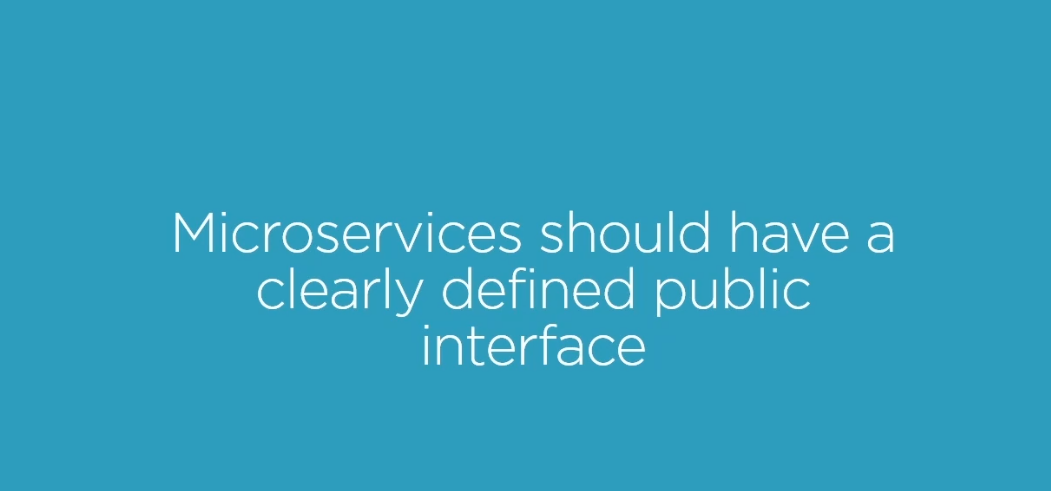 Microservices should have a
clearly defined public
interface